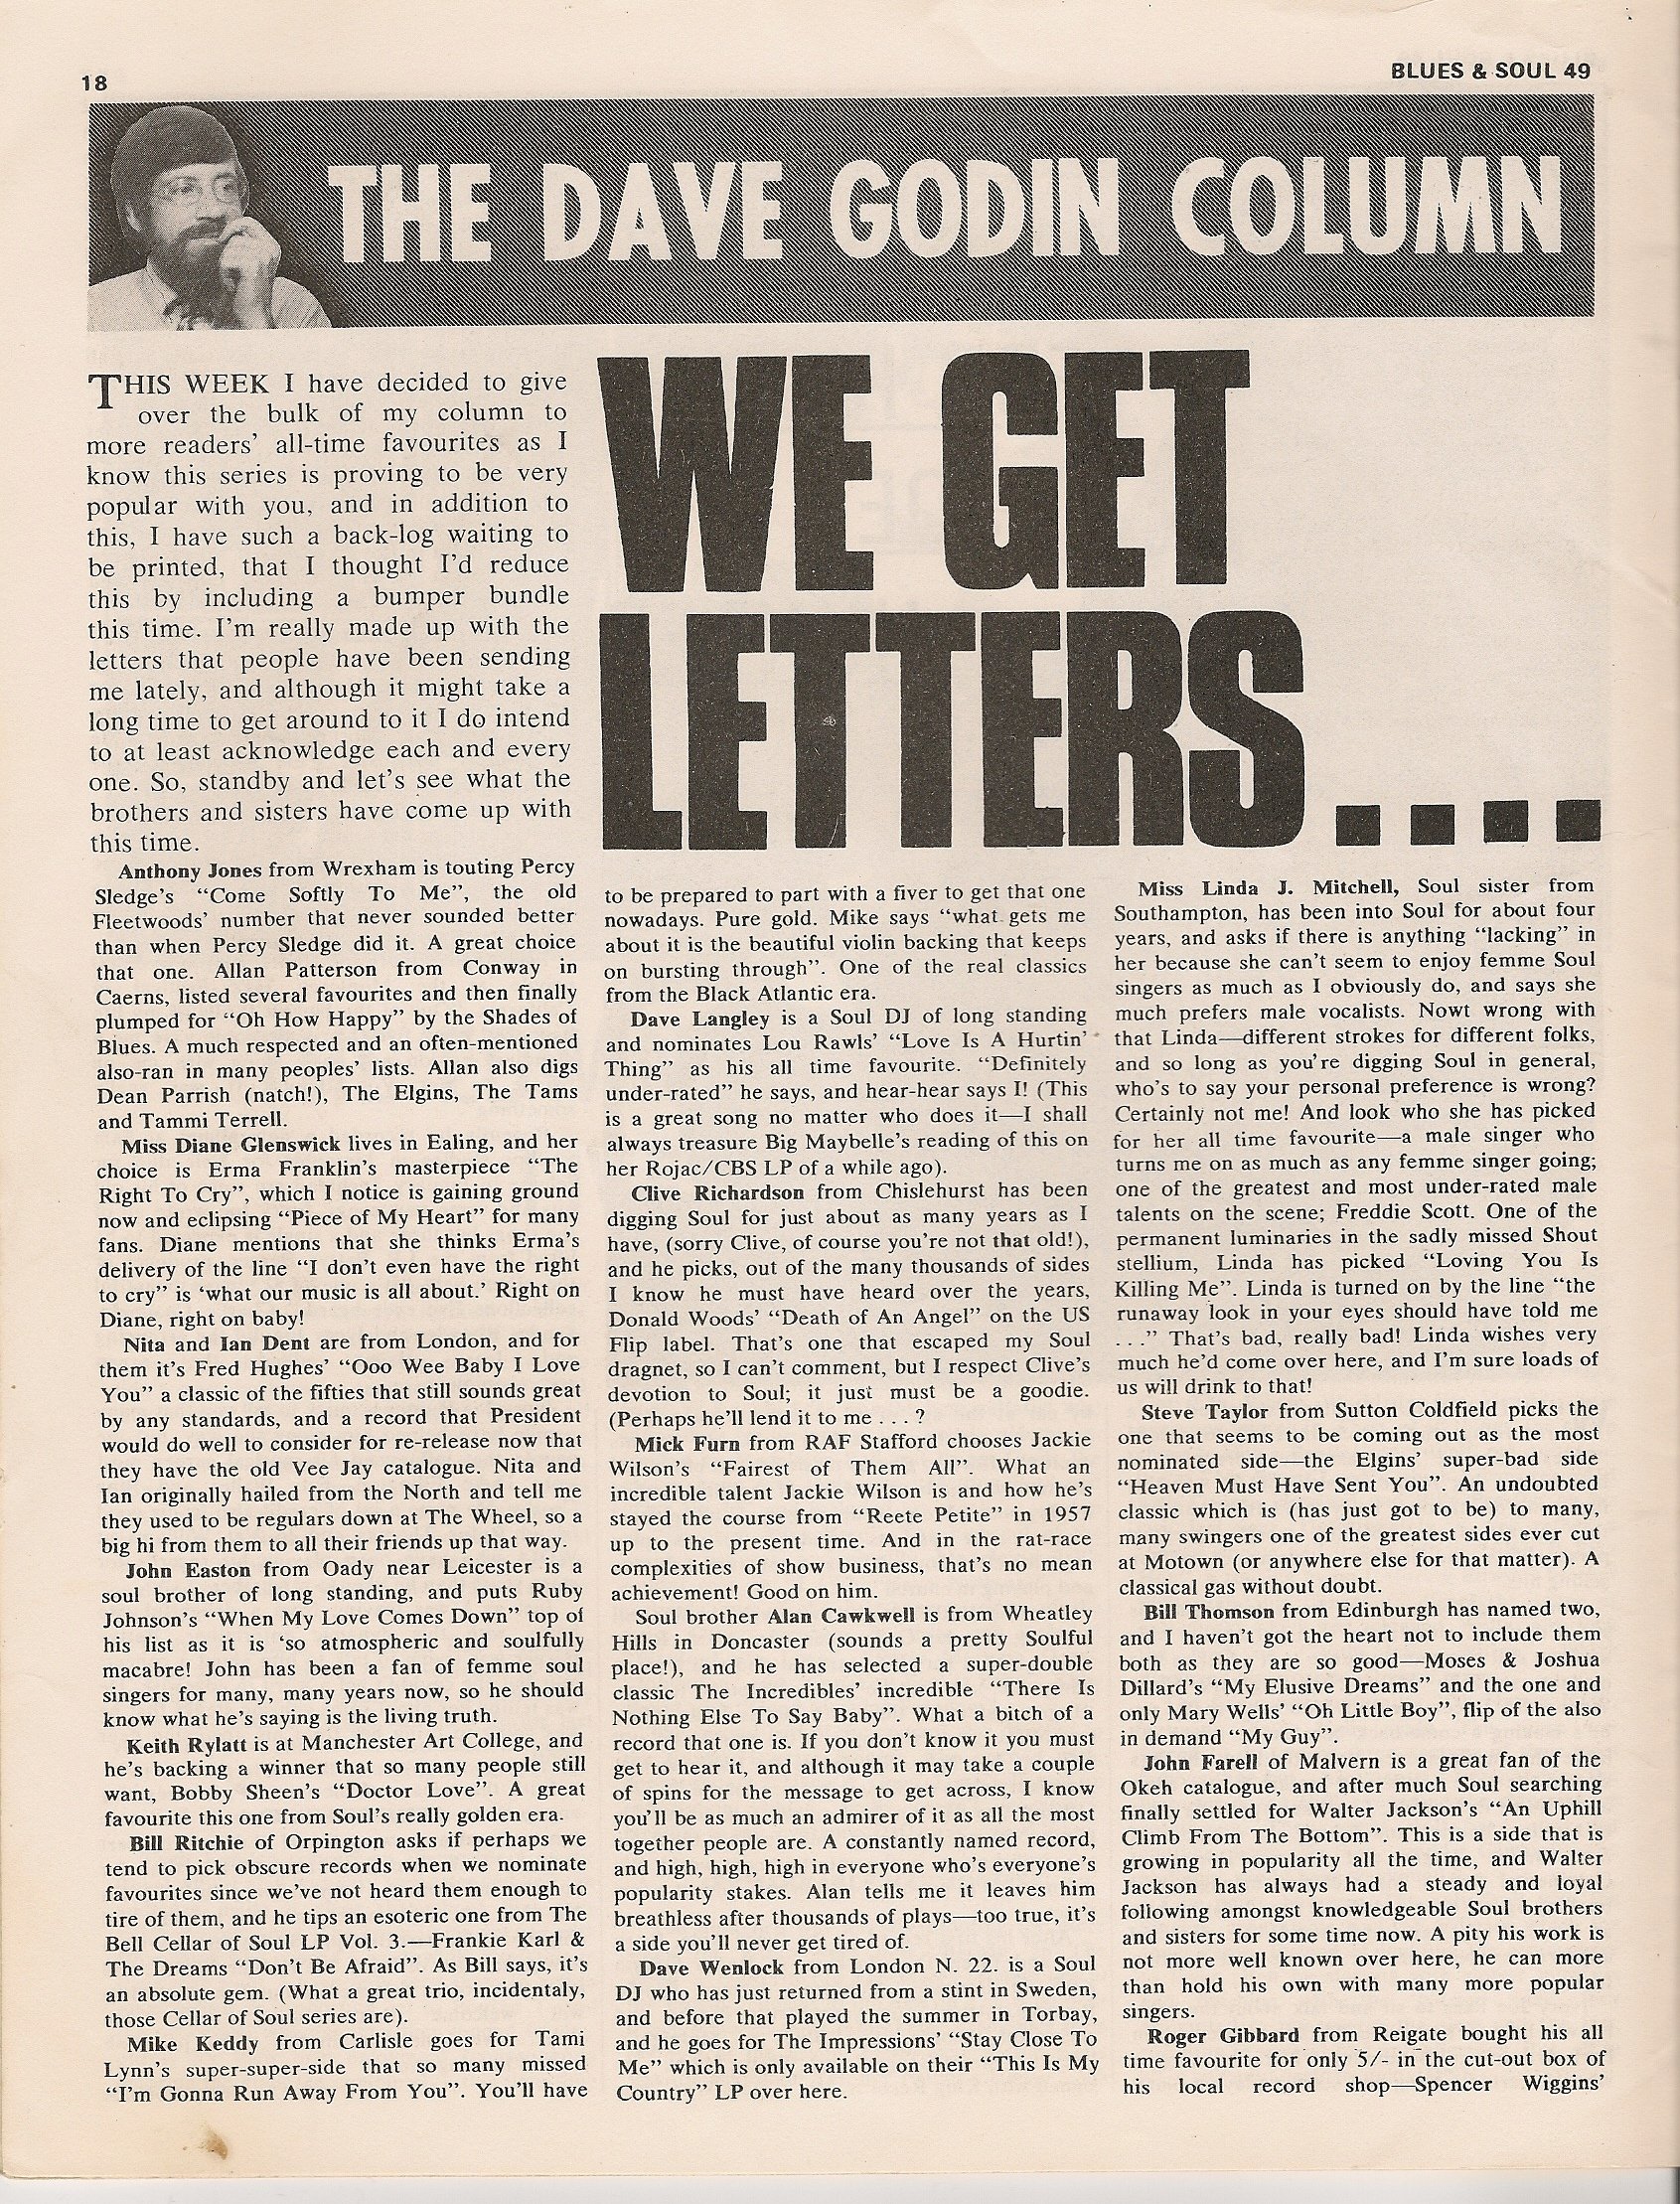 18
BLUES & SOUL 49
THE DAVE GODIN COLUMN
WE GET
LETTERS....
THIS WEEK I have decided to give
over the bulk of my column to
more readers' all-time favourites as I
know this series is proving to be very
popular with you, and in addition to
this, I have such a back-log waiting to
be printed, that I thought I'd reduce
this by including a bumper bundle
this time. I'm really made up with the
letters that people have been sending
me lately, and although it might take a
long time to get around to it I do intend
to at least acknowledge each and every
one. So, standby and let's see what the
brothers and sisters have come up with
this time.
Anthony Jones from Wrexham is touting Percy
Sledge's “Come Softly To Me”, the old
Fleetwoods' number that never sounded better
than when Percy Sledge did it. A great choice
that one. Allan Patterson from Conway in
Caerns, listed several favourites and then finally
plumped for “Oh How Happy” by the Shades of
Blues. A much respected and an often-mentioned
also-ran in many peoples' lists. Allan also digs
Dean Parrish (natch!), The Elgins, The Tams
and Tammi Terrell.
Miss Diane Glenswick lives in Ealing, and her
choice is Erma Franklin's masterpiece “The
Right To Cry”, which I notice is gaining ground
now and eclipsing “Piece of My Heart” for many
fans. Diane mentions that she thinks Erma's
delivery of the line “I don't even have the right
to cry” is ‘what our music is all about.’ Right on
Diane, right on baby!
Nita and Ian Dent are from London, and for
them it's Fred Hughes' “Ooo Wee Baby I Love
You” a classic of the fifties that still sounds great
by any standards, and a record that President
would do well to consider for re-release now that
they have the old Vee Jay catalogue. Nita and
Ian originally hailed from the North and tell me
they used to be regulars down at The Wheel, so a
big hi from them to all their friends up that way.
John Easton from Oady near Leicester is a
soul brother of long standing, and puts Ruby
Johnson's “When My Love Comes Down” top of
his list as it is ‘so atmospheric and soulfully
macabre! John has been a fan of femme soul
singers for many, many years now, so he should
know what he's saying is the living truth.
Keith Rylatt is at Manchester Art College, and
he's backing a winner that so many people still
want, Bobby Sheen's “Doctor Love”. A great
favourite this one from Soul's really golden era.
Bill Ritchie of Orpington asks if perhaps we
tend to pick obscure records when we nominate
favourites since we've not heard them enough to
tire of them, and he tips an esoteric one from The
Bell Cellar of Soul LP Vol. 3.—Frankie Karl &
The Dreams “Don't Be Afraid”. As Bill says, it's
an absolute gem. (What a great trio, incidentaly,
those Cellar of Soul series are).
Mike Keddy from Carlisle goes for Tami
Lynn's super-super-side that so many missed
“I'm Gonna Run Away From You”. You'll have
to be prepared to part with a fiver to get that one
nowadays. Pure gold. Mike says “what gets me
about it is the beautiful violin backing that keeps
on bursting through”. One of the real classics
from the Black Atlantic era.
Dave Langley is a Soul DJ of long standing
and nominates Lou Rawls' “Love Is A Hurtin'
Thing” as his all time favourite. “Definitely
under-rated” he says, and hear-hear says I! (This
is a great song no matter who does it—I shall
always treasure Big Maybelle's reading of this on
her Rojac/CBS LP of a while ago).
Clive Richardson from Chislehurst has been
digging Soul for just about as many years as I
have, (sorry Clive, of course you're not that old!),
and he picks, out of the many thousands of sides
I know he must have heard over the years,
Donald Woods' “Death of An Angel” on the US
Flip label. That's one that escaped my Soul
dragnet, so I can't comment, but I respect Clive's
devotion to Soul; it just must be a goodie.
(Perhaps he'll lend it to me . . . ?
Mick Furn from RAF Stafford chooses Jackie
Wilson's “Fairest of Them All”. What an
incredible talent Jackie Wilson is and how he's
stayed the course from “Reete Petite” in 1957
up to the present time. And in the rat-race
complexities of show business, that's no mean
achievement! Good on him.
Soul brother Alan Cawkwell is from Wheatley
Hills in Doncaster (sounds a pretty Soulful
place!), and he has selected a super-double
classic The Incredibles' incredible “There Is
Nothing Else To Say Baby”. What a bitch of a
record that one is. If you don't know it you must
get to hear it, and although it may take a couple
of spins for the message to get across, I know
you'll be as much an admirer of it as all the most
together people are. A constantly named record,
and high, high, high in everyone who's everyone's
popularity stakes. Alan tells me it leaves him
breathless after thousands of plays—too true, it's
a side you'll never get tired of.
Dave Wenlock from London N. 22. is a Soul
DJ who has just returned from a stint in Sweden,
and before that played the summer in Torbay,
and he goes for The Impressions' “Stay Close To
Me” which is only available on their “This Is My
Country” LP over here.
Miss Linda J. Mitchell, Soul sister from
Southampton, has been into Soul for about four
years, and asks if there is anything “lacking” in
her because she can't seem to enjoy femme Soul
singers as much as I obviously do, and says she
much prefers male vocalists. Nowt wrong with
that Linda—different strokes for different folks,
and so long as you're digging Soul in general,
who's to say your personal preference is wrong?
Certainly not me! And look who she has picked
for her all time favourite—a male singer who
turns me on as much as any femme singer going;
one of the greatest and most under-rated male
talents on the scene; Freddie Scott. One of the
permanent luminaries in the sadly missed Shout
stellium, Linda has picked “Loving You Is
Killing Me”. Linda is turned on by the line “the
runaway look in your eyes should have told me
. . .” That's bad, really bad! Linda wishes very
much he'd come over here, and I'm sure loads of
us will drink to that!
Steve Taylor from Sutton Coldfield picks the
one that seems to be coming out as the most
nominated side—the Elgins' super-bad side
“Heaven Must Have Sent You”. An undoubted
classic which is (has just got to be) to many,
many swingers one of the greatest sides ever cut
at Motown (or anywhere else for that matter). A
classical gas without doubt.
Bill Thomson from Edinburgh has named two,
and I haven't got the heart not to include them
both as they are so good—Moses & Joshua
Dillard's “My Elusive Dreams” and the one and
only Mary Wells' “Oh Little Boy”, flip of the also
in demand “My Guy”.
John Farell of Malvern is a great fan of the
Okeh catalogue, and after much Soul searching
finally settled for Walter Jackson's “An Uphill
Climb From The Bottom”. This is a side that is
growing in popularity all the time, and Walter
Jackson has always had a steady and loyal
following amongst knowledgeable Soul brothers
and sisters for some time now. A pity his work is
not more well known over here, he can more
than hold his own with many more popular
singers.
Roger Gibbard from Reigate bought his all
time favourite for only 5/- in the cut-out box of
his local record shop—Spencer Wiggins'